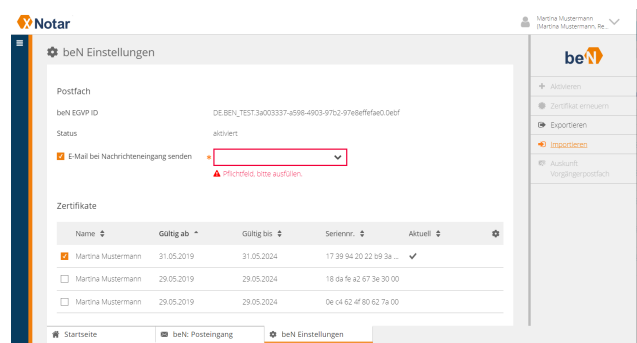 XNotar
Martina Mustermann
(Martina Mustermann, Re...
beN Einstellungen
beN
Postfach
beN EGVP ID DE.BEN_TEST.3a003337-a598-4903-97b2-97e8effefae0.0ebf
Status aktiviert
E-Mail bei Nachrichteneingang senden *
Pflichtfeld, bitte ausfüllen.
Zertifikate
Name Gültig ab Gültig bis Seriennr. Aktuell
Martina Mustermann 31.05.2019 31.05.2024 17 39 94 20 22 b9 3a ...
Martina Mustermann 29.05.2019 29.05.2024 18 da fe a2 67 3e 30 00
Martina Mustermann 29.05.2019 29.05.2024 0e c4 62 4f 80 62 7a 00
Aktivieren
Zertifikat erneuern
Exportieren
Importieren
Auskunft
Vorgängerpostfach
Startseite
beN: Posteingang
beN Einstellungen